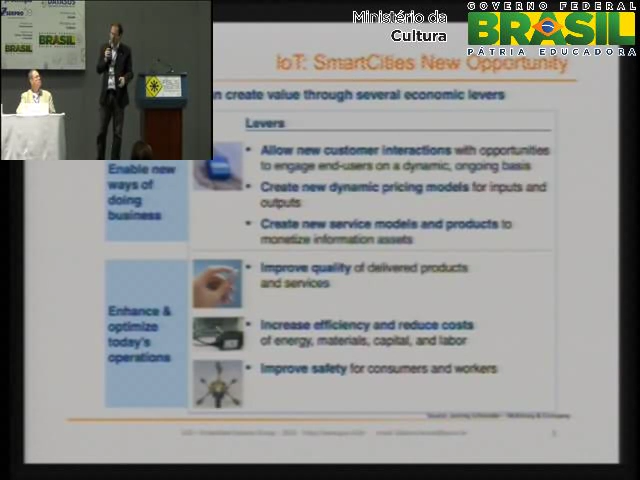 SERPRO
DATASUS
BRASIL
BRASIL
Ministério da
Cultura
GOVERNO FEDERAL
BRASIL
PÁTRIA EDUCADORA
IoT: SmartCities New Opportunity
can create value through several economic levers
Levers
Enable new
ways of
doing
business
• Allow new customer interactions with opportunities
to engage end-users on a dynamic, ongoing basis
• Create new dynamic pricing models for inputs and
outputs
• Create new service models and products to
monetize information assets
Enhance &
optimize
today's
operations
• Improve quality of delivered products
and services
• Increase efficiency and reduce costs
of energy, materials, capital, and labor
• Improve safety for consumers and workers